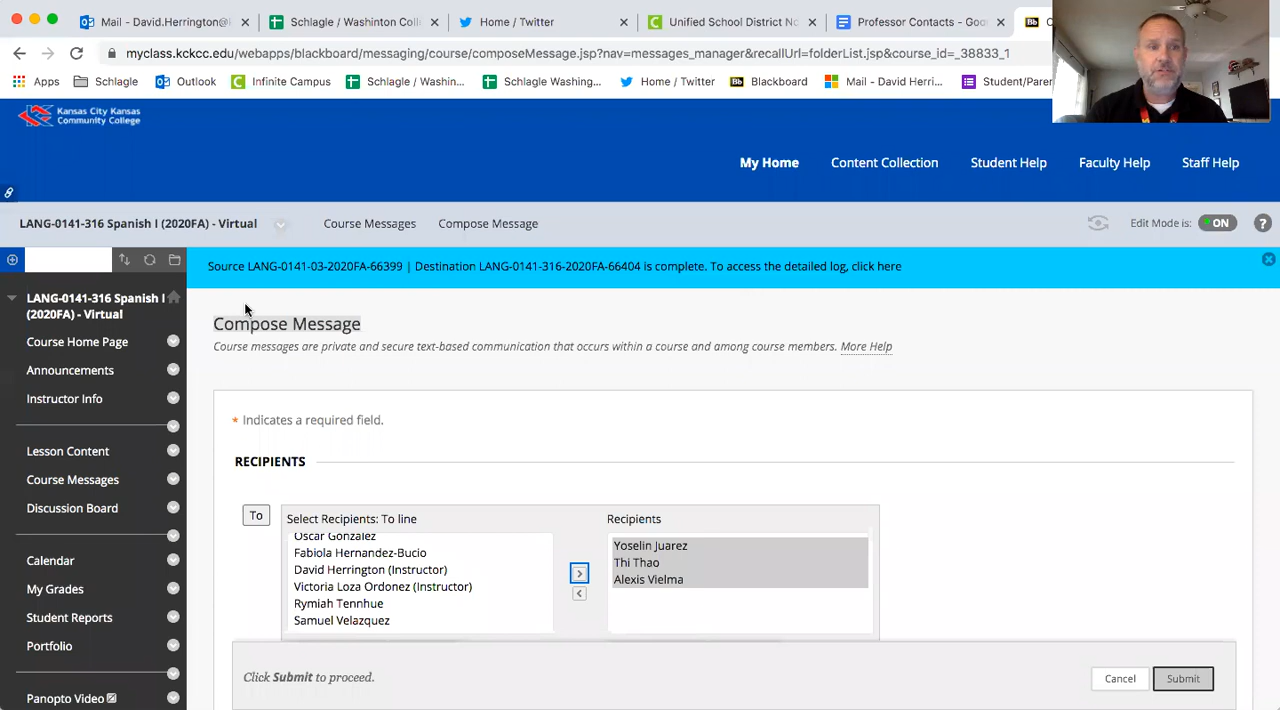 Mail - David.Herrington@
Schlagle / Washinton Coll
Home / Twitter
Unified School District No
Professor Contacts - Goo
myclass.kckcc.edu/webapps/blackboard/messaging/course/composeMessage.jsp?nav=messages_manager&recallUrl=folderList.jsp&course_id=_38833_1
Apps
Schlagle
Outlook
Infinite Campus
Schlagle / Washin...
Schlagle Washing...
Home / Twitter
Bb
Blackboard
Mail - David Herri...
Student/Paren
Kansas City Kansas
Community College
My Home
Content Collection
Student Help
Faculty Help
Staff Help
LANG-0141-316 Spanish I (2020FA) - Virtual
Course Messages
Compose Message
Edit Mode is:
ON
?
Source LANG-0141-03-2020FA-66399 | Destination LANG-0141-316-2020FA-66404 is complete. To access the detailed log, click here
LANG-0141-316 Spanish I
(2020FA) - Virtual
Course Home Page
Announcements
Instructor Info
Lesson Content
Course Messages
Discussion Board
Calendar
My Grades
Student Reports
Portfolio
Panopto Video
Compose Message
Course messages are private and secure text-based communication that occurs within a course and among course members. More Help
* Indicates a required field.
RECIPIENTS
To
Select Recipients: To line
Oscar Gonzalez
Fabiola Hernandez-Bucio
David Herrington (Instructor)
Victoria Loza Ordonez (Instructor)
Rymiah Tennhue
Samuel Velazquez
Recipients
Yoselin Juarez
Thi Thao
Alexis Vielma
Click Submit to proceed.
Cancel
Submit